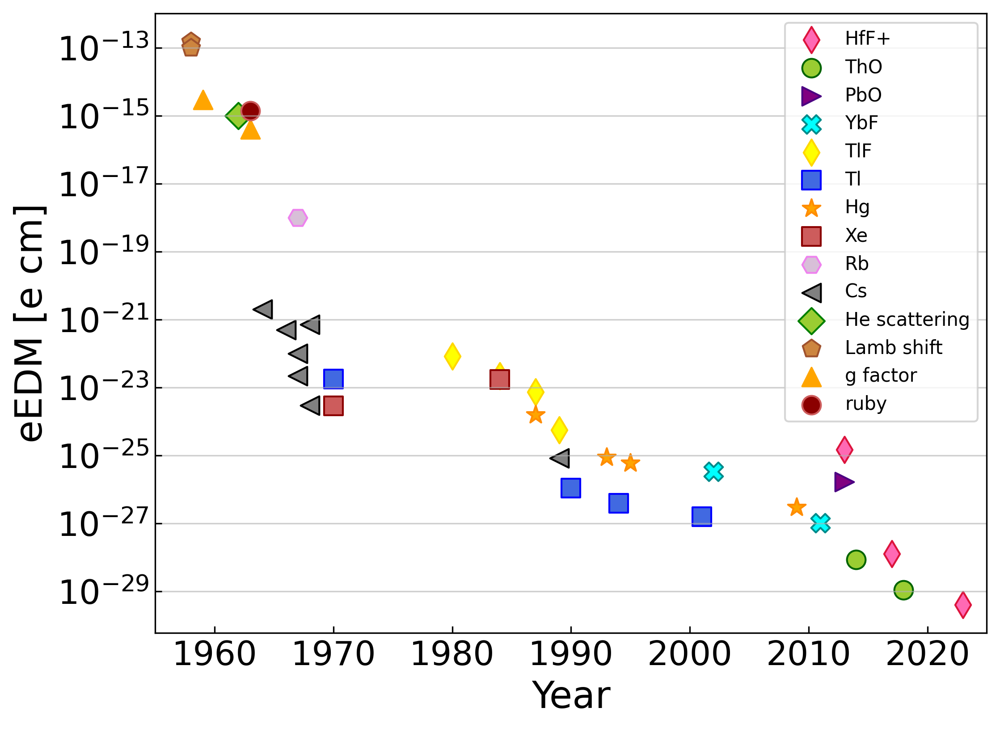 eEDM [e cm]
10⁻¹³
10⁻¹⁵
10⁻¹⁷
10⁻¹⁹
10⁻²¹
10⁻²³
10⁻²⁵
10⁻²⁷
10⁻²⁹
HfF+
ThO
PbO
YbF
TlF
Tl
Hg
Xe
Rb
Cs
He scattering
Lamb shift
g factor
ruby
1960 1970 1980 1990 2000 2010 2020
Year